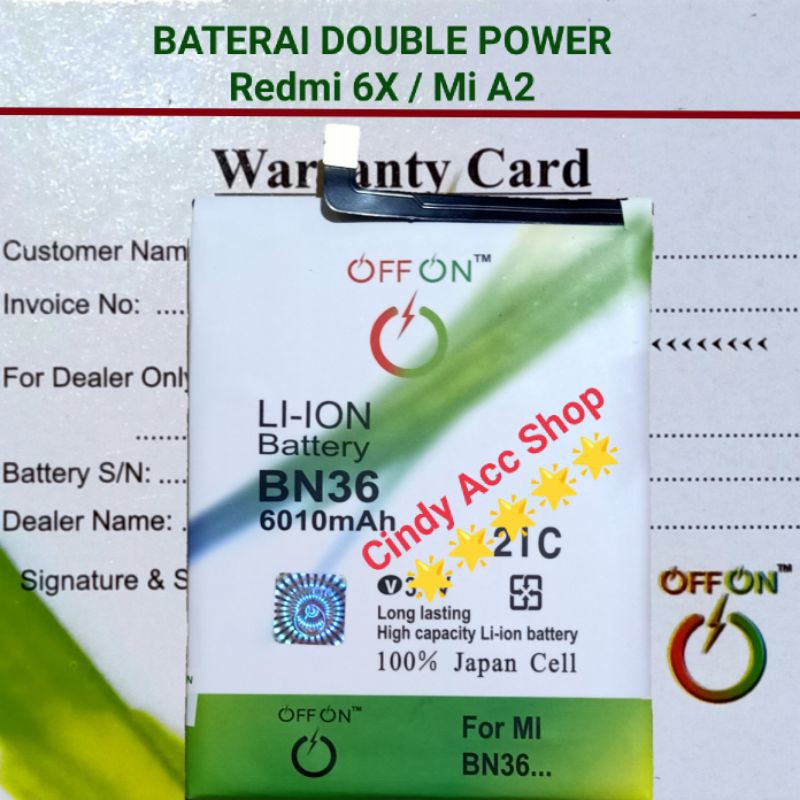 BATERAI DOUBLE POWER
Redmi 6X / Mi A2
Warranty Card
Customer Nam
Invoice No: ....
For Dealer Only
Battery S/N: ....
Dealer Name: .
Signature & S
OFF ON™
LI-ION
Battery
BN36
6010mAh
21C
Cindy Acc Shop
Long lasting
High capacity Li-ion battery
100% Japan Cell
OFF ON™
For MI
BN36...
OFF ON™